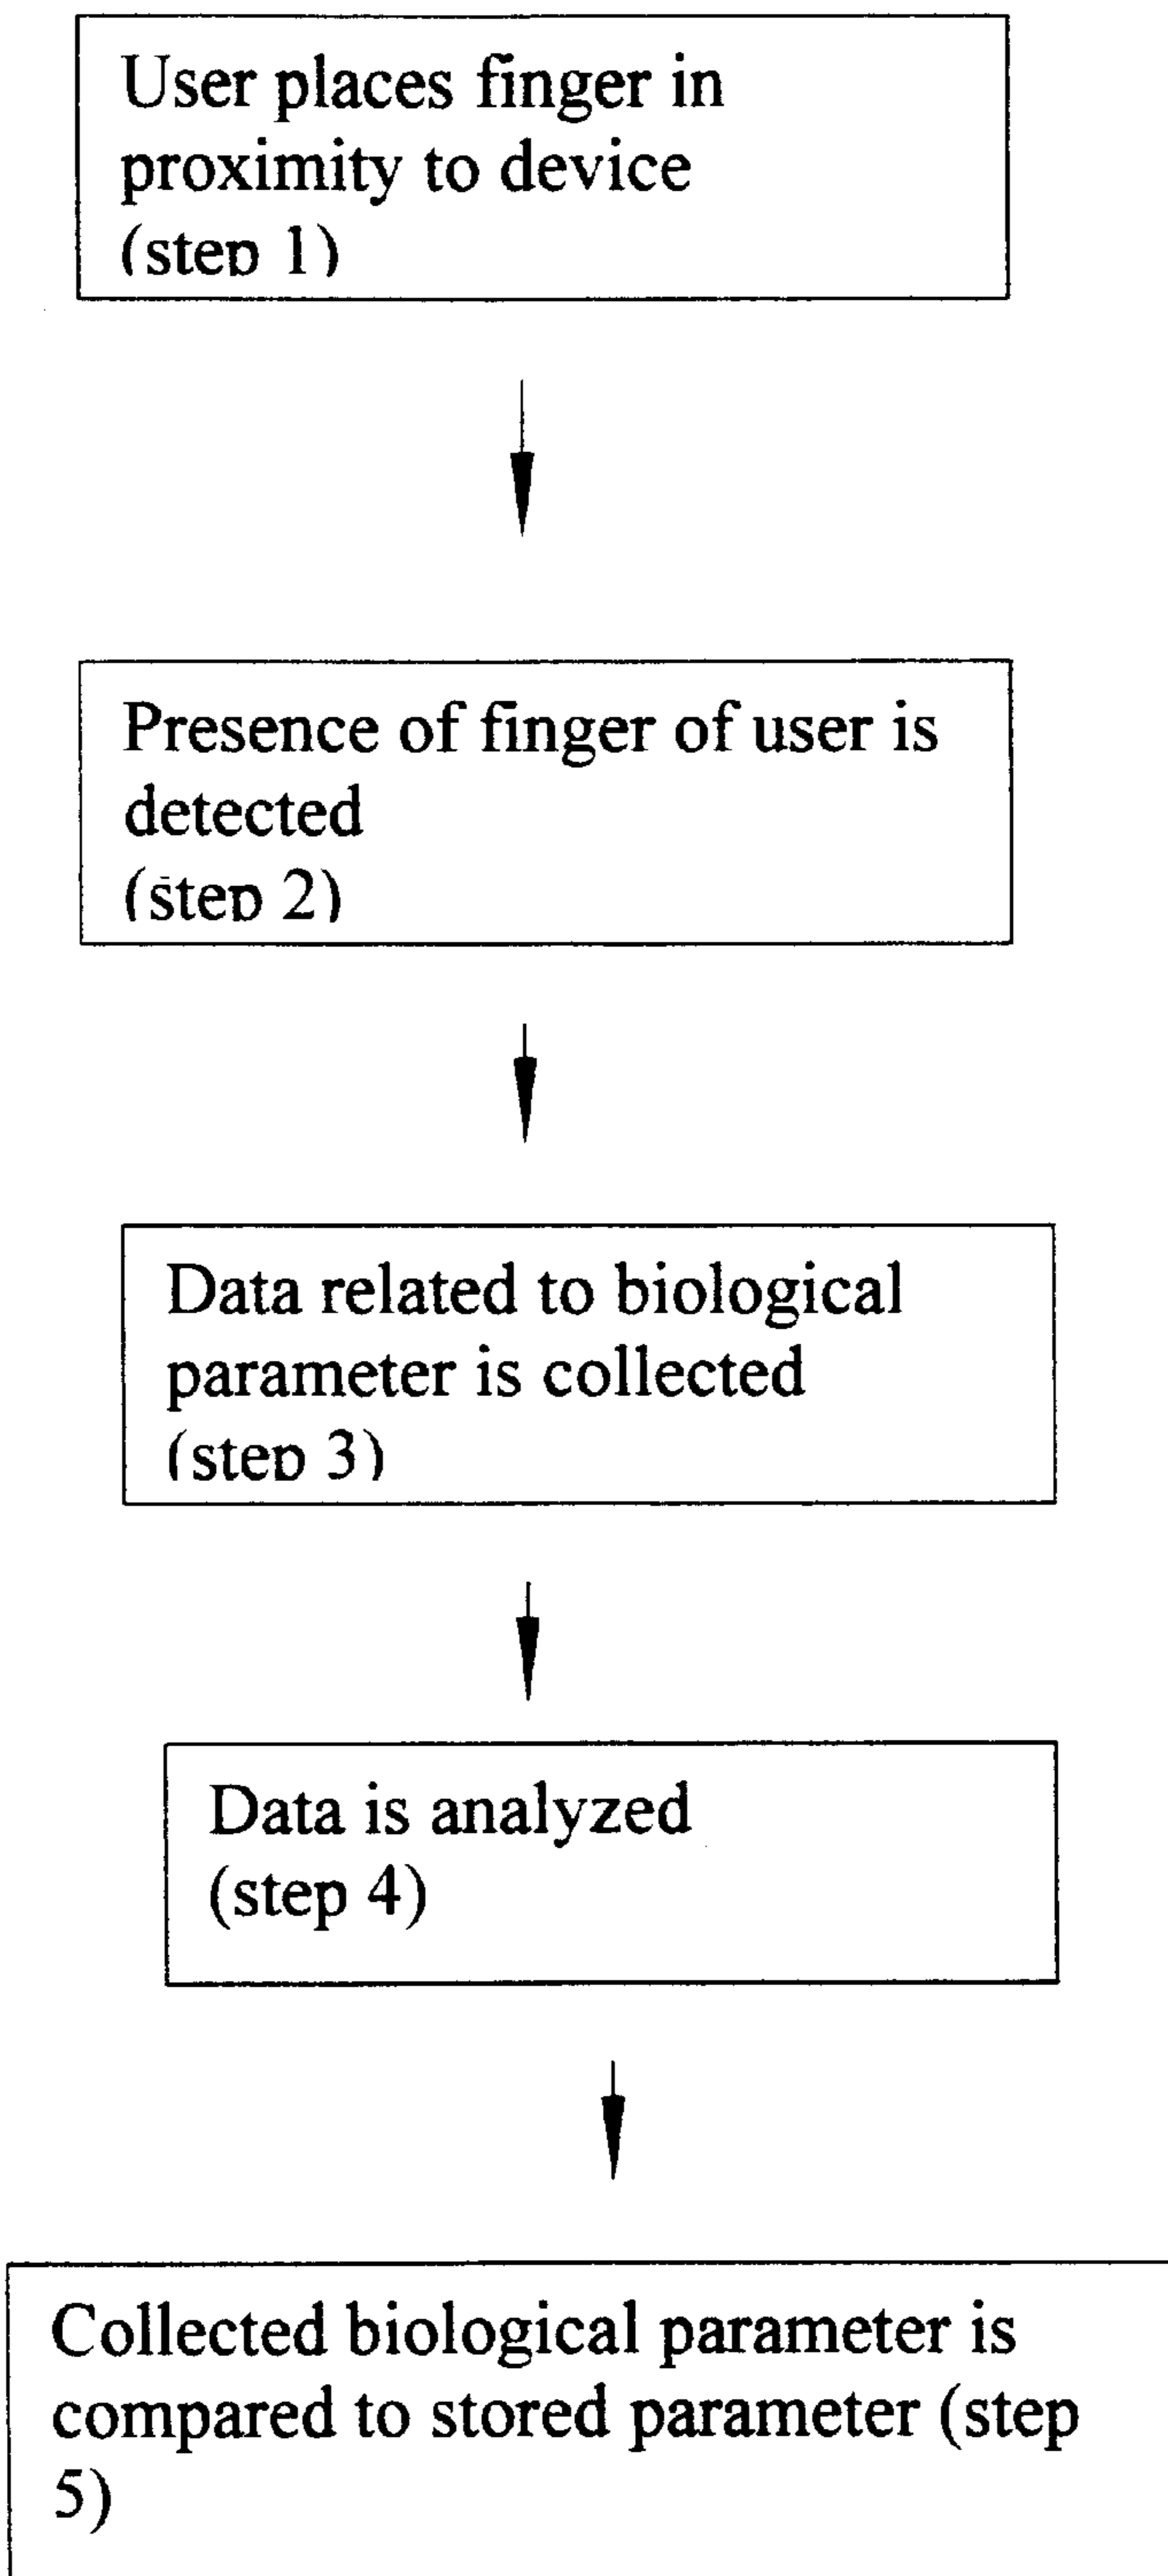 User places finger in
proximity to device
(step 1)
Presence of finger of user is
detected
(step 2)
Data related to biological
parameter is collected
(step 3)
Data is analyzed
(step 4)
Collected biological parameter is
compared to stored parameter (step
5)